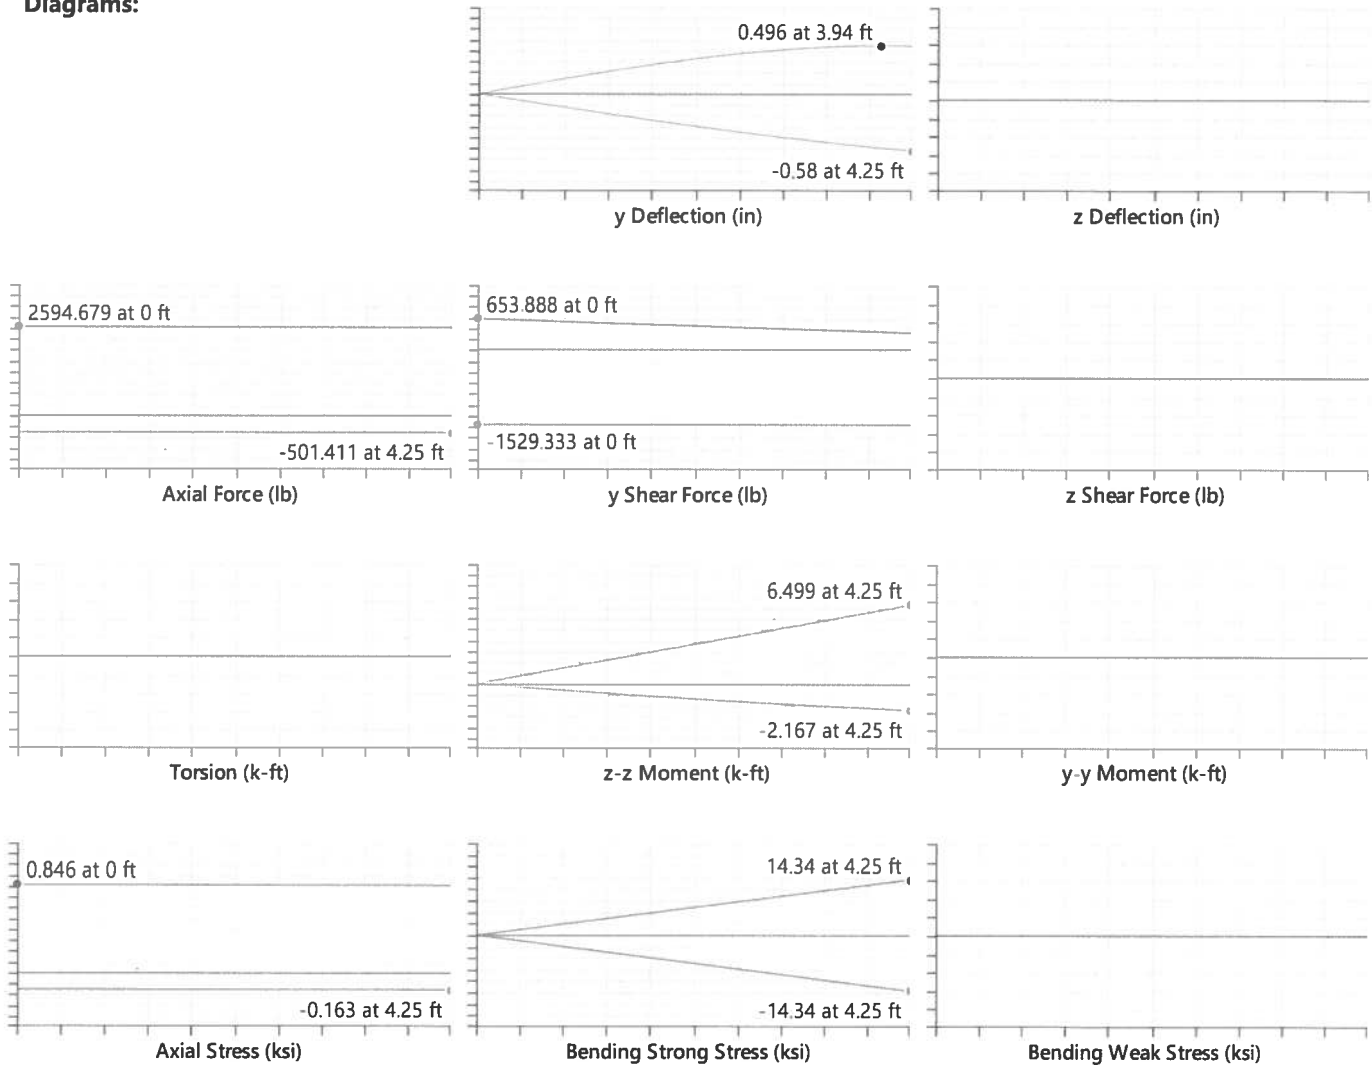 Diagrams:
0.496 at 3.94 ft
-0.58 at 4.25 ft
y Deflection (in)
z Deflection (in)
2594.679 at 0 ft
-501.411 at 4.25 ft
Axial Force (lb)
653.888 at 0 ft
-1529.333 at 0 ft
y Shear Force (lb)
z Shear Force (lb)
Torsion (k-ft)
6.499 at 4.25 ft
-2.167 at 4.25 ft
z-z Moment (k-ft)
y-y Moment (k-ft)
0.846 at 0 ft
-0.163 at 4.25 ft
Axial Stress (ksi)
14.34 at 4.25 ft
-14.34 at 4.25 ft
Bending Strong Stress (ksi)
Bending Weak Stress (ksi)